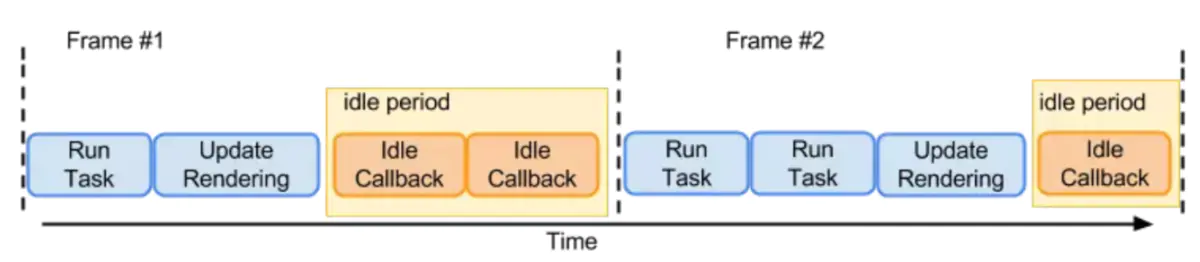 Frame #1
Frame #2
idle period
idle period
Run
Task
Update
Rendering
Idle
Callback
Idle
Callback
Run
Task
Run
Task
Update
Rendering
Idle
Callback
Time